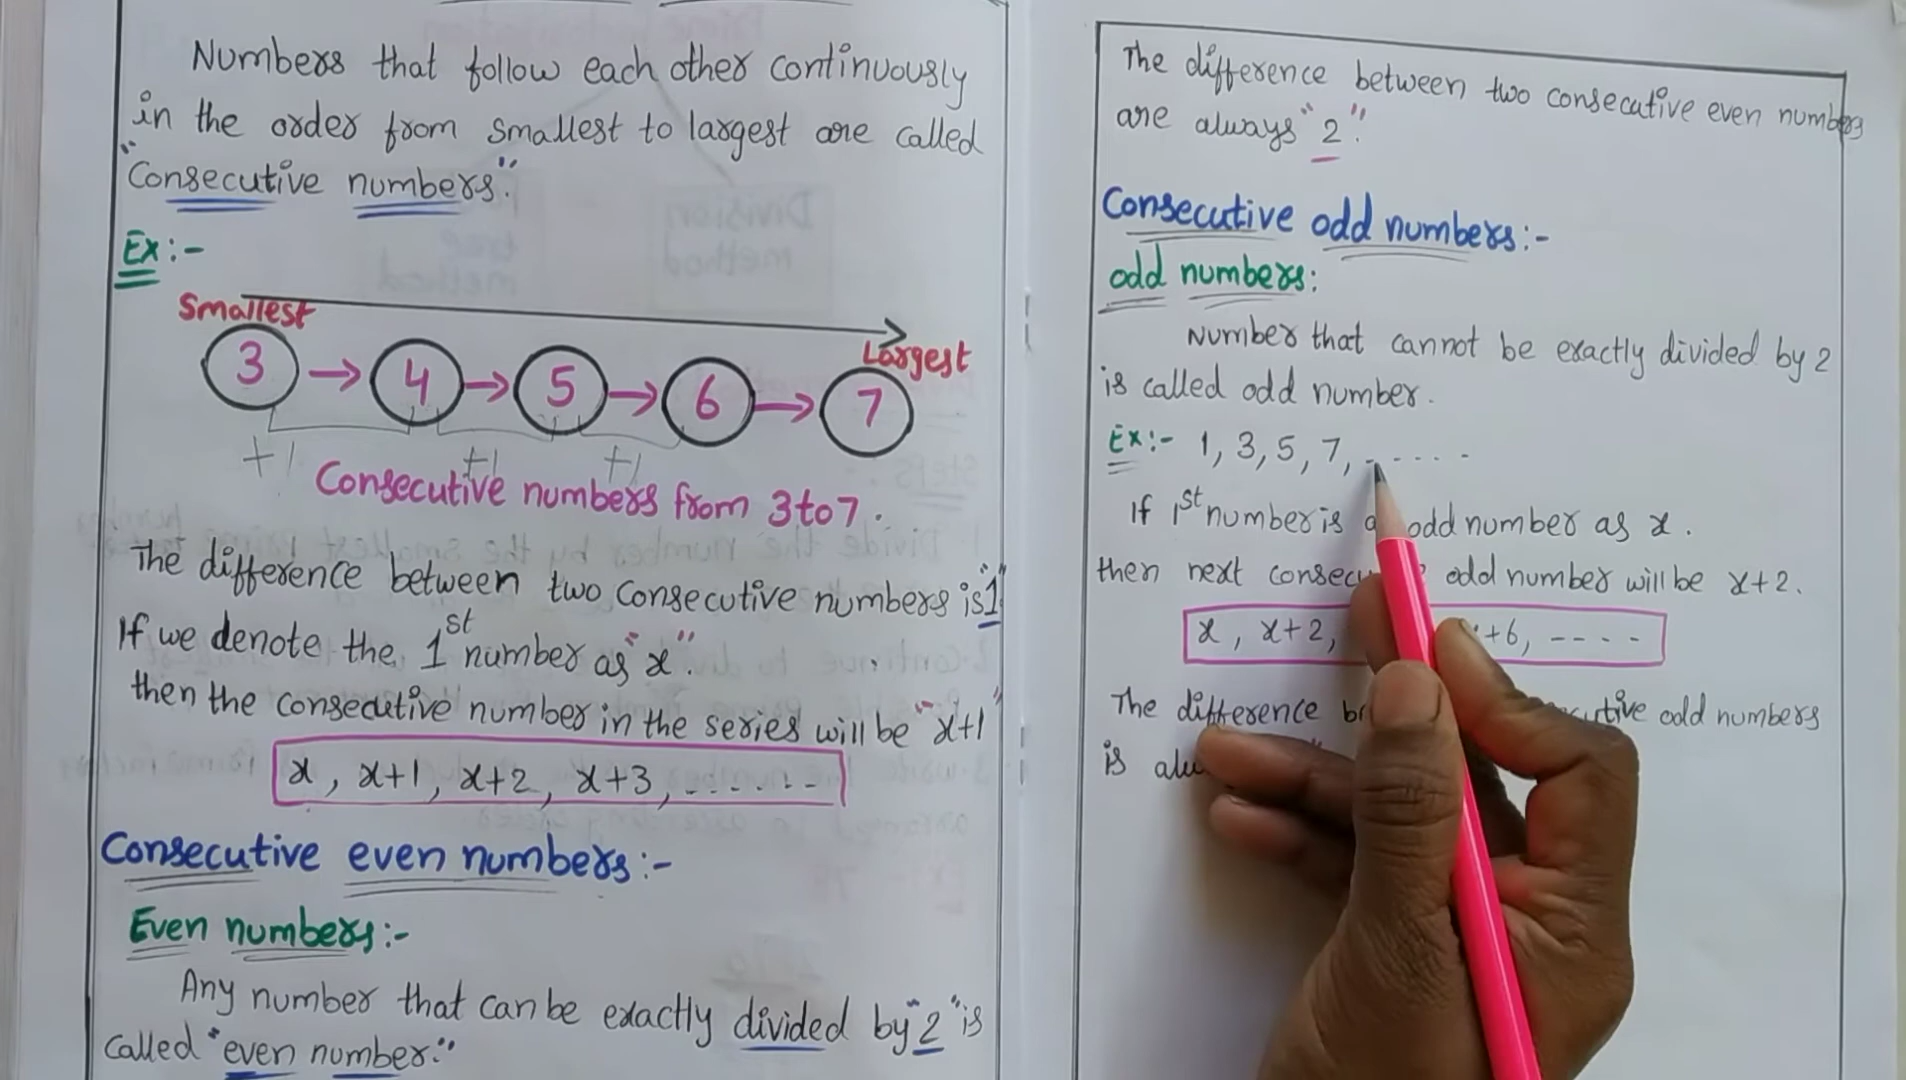 Numbers that follow each other continuously
in the order from smallest to largest are called
"Consecutive numbers".
Ex:-
Smallest
Largest
3 → 4 → 5 → 6 → 7
+1 +1 +1
Consecutive numbers from 3 to 7.
The difference between two consecutive numbers is "1"
If we denote the 1st number as "x".
then the consecutive number in the series will be "x+1"
x, x+1, x+2, x+3, ......
Consecutive even numbers:-
Even numbers:-
Any number that can be exactly divided by "2" is
called "even number."
The difference between two consecutive even numbers
are always "2".
Consecutive odd numbers:-
odd numbers:
Number that cannot be exactly divided by 2
is called odd number.
Ex:- 1, 3, 5, 7, .....
If 1st number is odd number as x.
then next odd number will be x+2.
x, x+2, +6, ----
The difference odd numbers
is